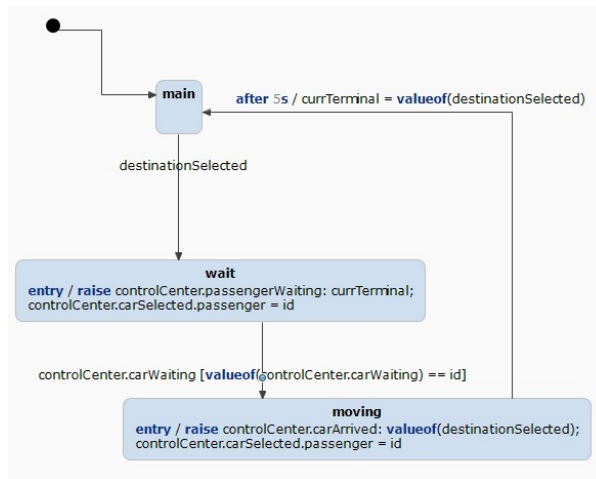 main
after 5s / currTerminal = valueof(destinationSelected)
destinationSelected
wait
entry / raise controlCenter.passengerWaiting: currTerminal;
controlCenter.carSelected.passenger = id
controlCenter.carWaiting [valueof(controlCenter.carWaiting) == id]
moving
entry / raise controlCenter.carArrived: valueof(destinationSelected);
controlCenter.carSelected.passenger = id